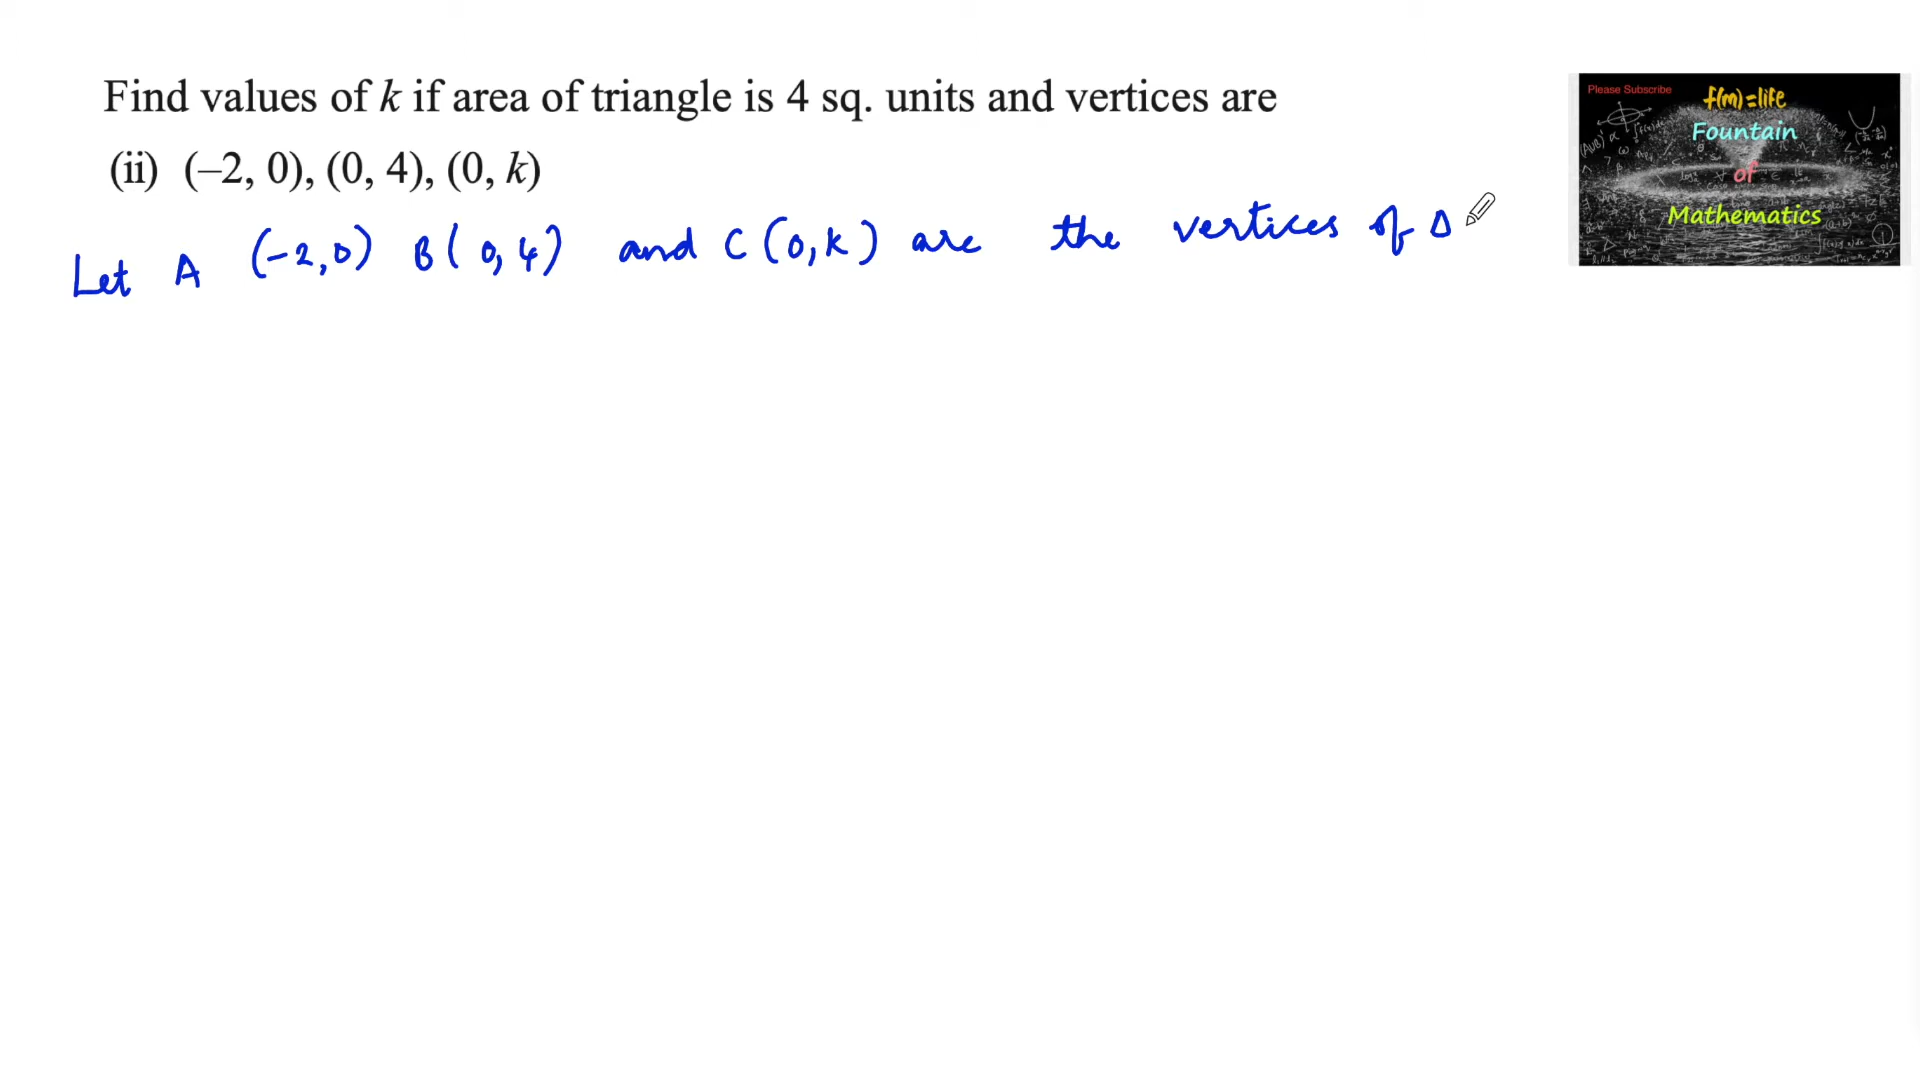 Find values of k if area of triangle is 4 sq. units and vertices are
(ii) (–2, 0), (0, 4), (0, k)
Let A (-2,0) B(0,4) and C(0,k) are the vertices of Δ
Please Subscribe
f(m)=life
Fountain
of
Mathematics